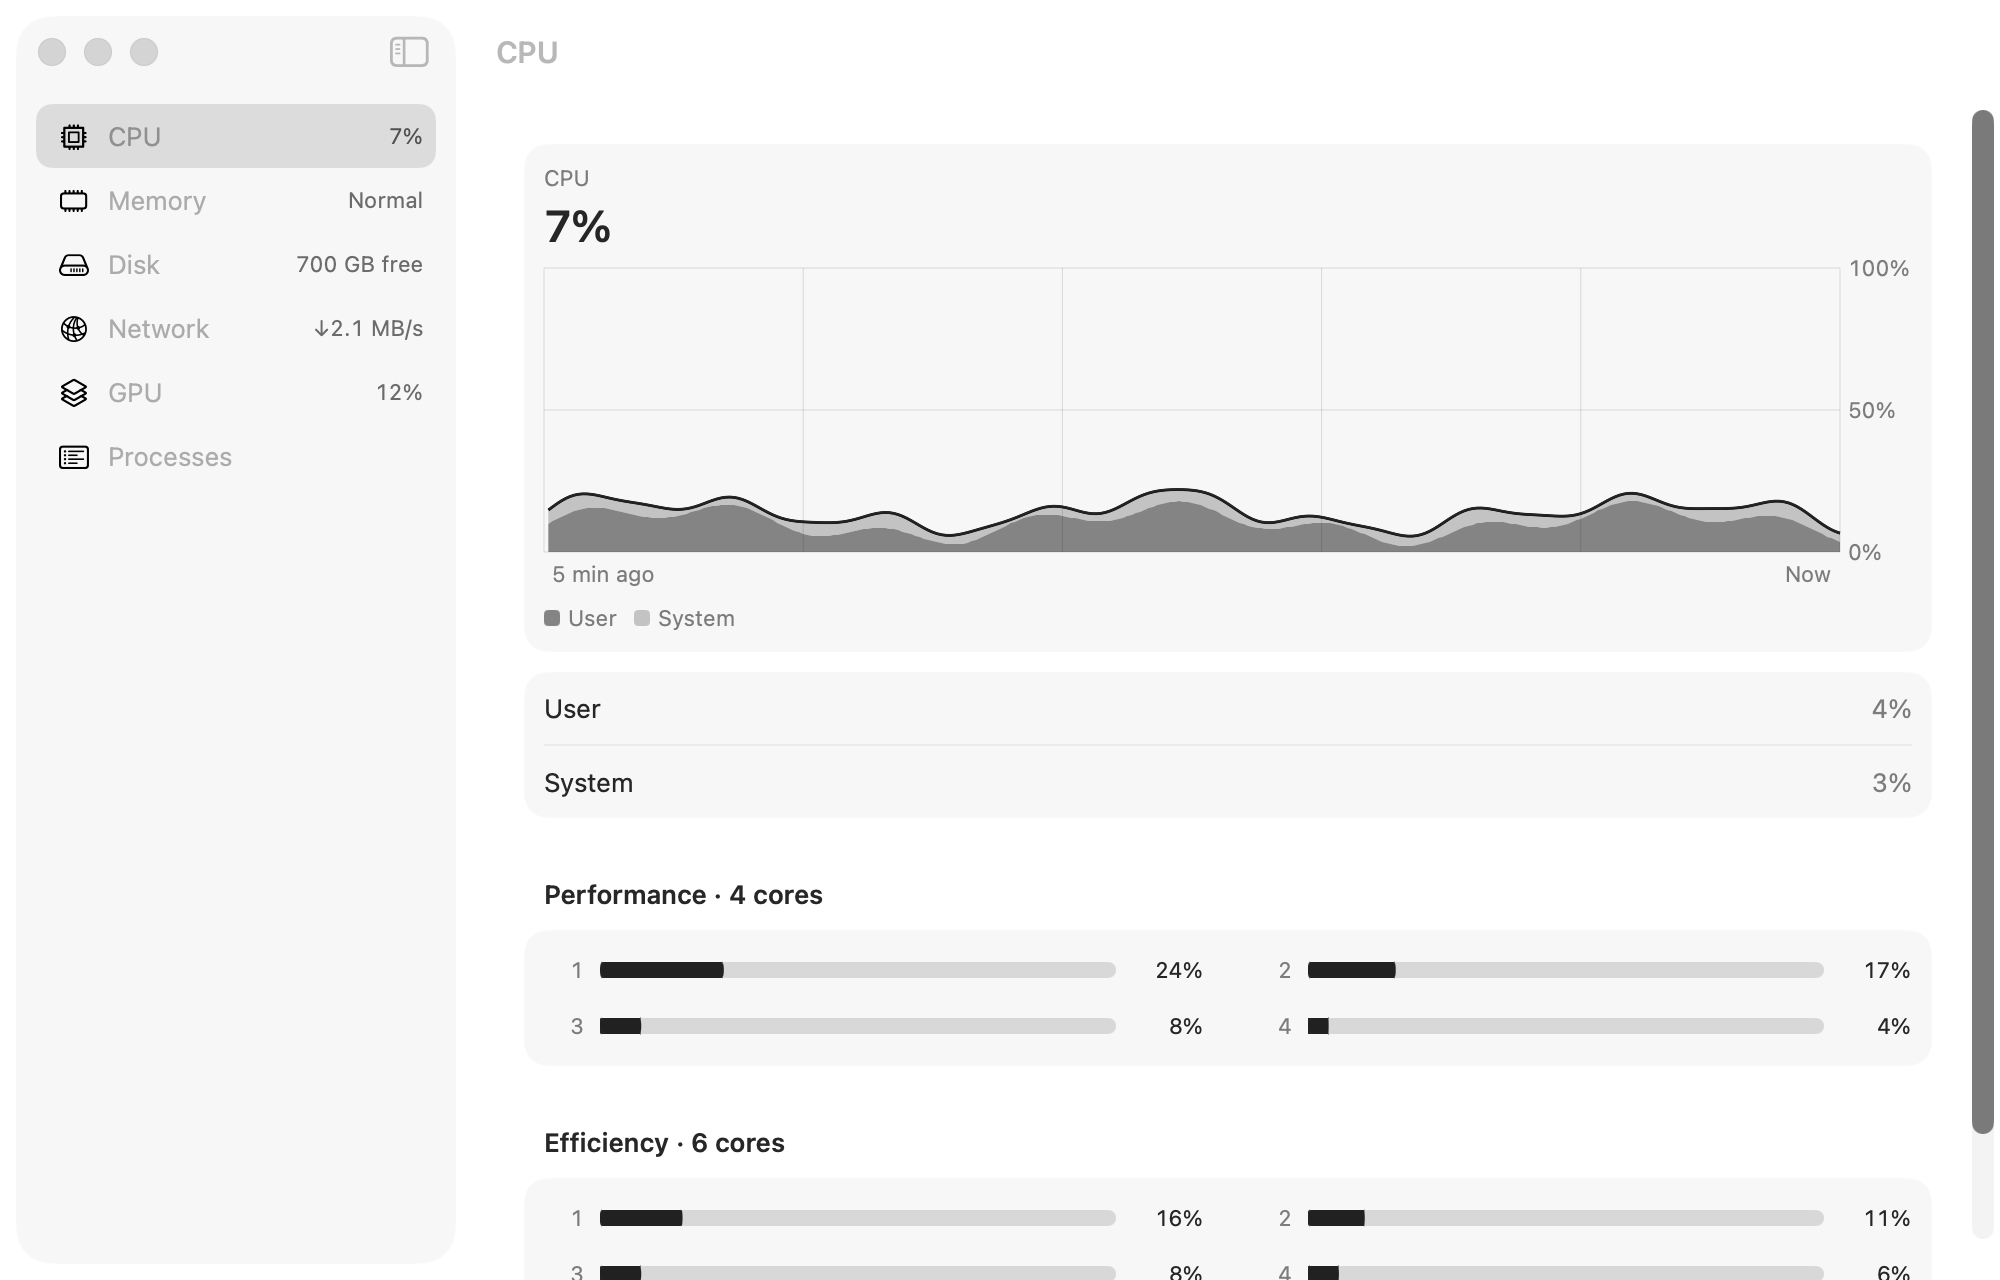 CPU
CPU 7%
Memory Normal
Disk 700 GB free
Network ↓2.1 MB/s
GPU 12%
Processes
CPU
7%
100%
50%
0%
5 min ago Now
User System
User 4%
System 3%
Performance · 4 cores
1 24% 2 17%
3 8% 4 4%
Efficiency · 6 cores
1 16% 2 11%
3 8% 4 6%